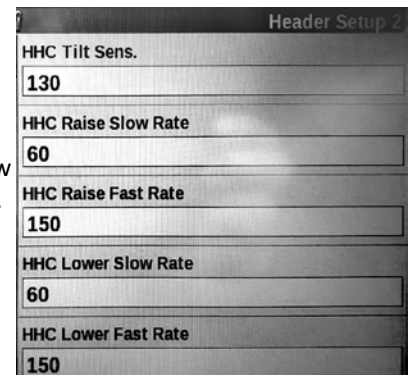 Header Setup 2
HHC Tilt Sens.
130
HHC Raise Slow Rate
60
HHC Raise Fast Rate
150
HHC Lower Slow Rate
60
HHC Lower Fast Rate
150